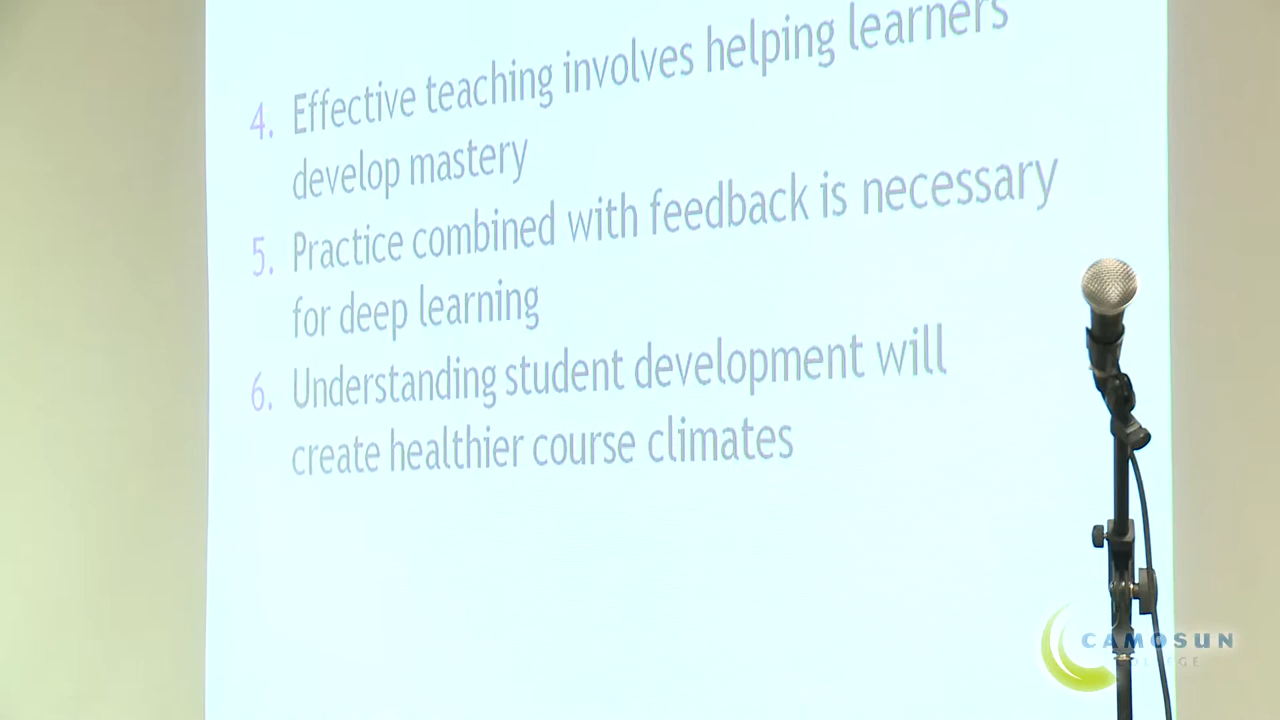 4. Effective teaching involves helping learners
develop mastery
5. Practice combined with feedback is necessary
for deep learning
6. Understanding student development will
create healthier course climates
CAMOSUN
COLLEGE